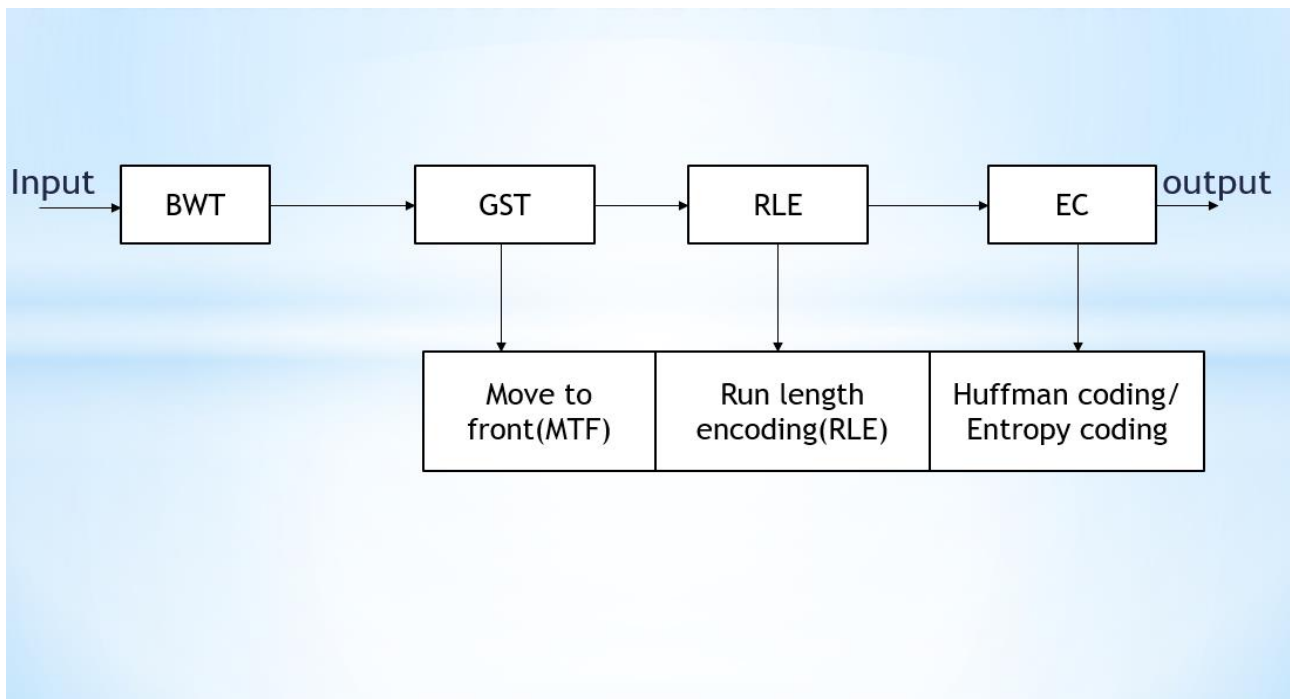 Input
BWT
GST
RLE
EC
output
Move to
front(MTF)
Run length
encoding(RLE)
Huffman coding/
Entropy coding